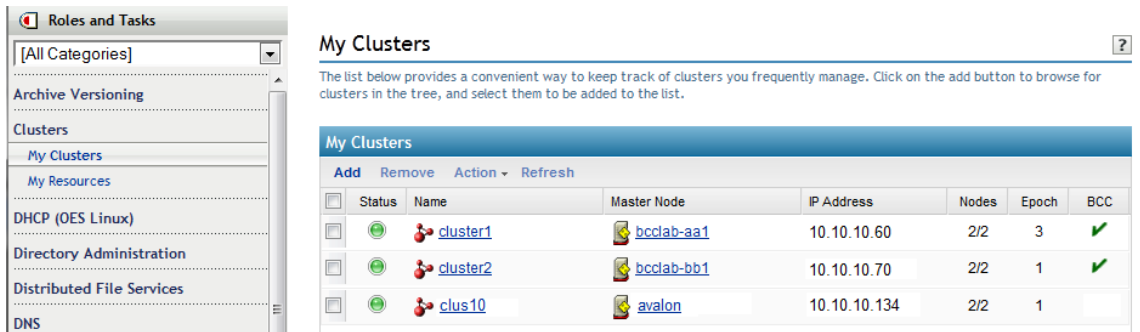 Roles and Tasks
[All Categories]
Archive Versioning
Clusters
My Clusters
My Resources
DHCP (OES Linux)
Directory Administration
Distributed File Services
DNS
My Clusters ?
The list below provides a convenient way to keep track of clusters you frequently manage. Click on the add button to browse for
clusters in the tree, and select them to be added to the list.
My Clusters
Add Remove Action Refresh
Status Name Master Node IP Address Nodes Epoch BCC
cluster1 bcclab-aa1 10.10.10.60 2/2 3
cluster2 bcclab-bb1 10.10.10.70 2/2 1
clus10 avalon 10.10.10.134 2/2 1